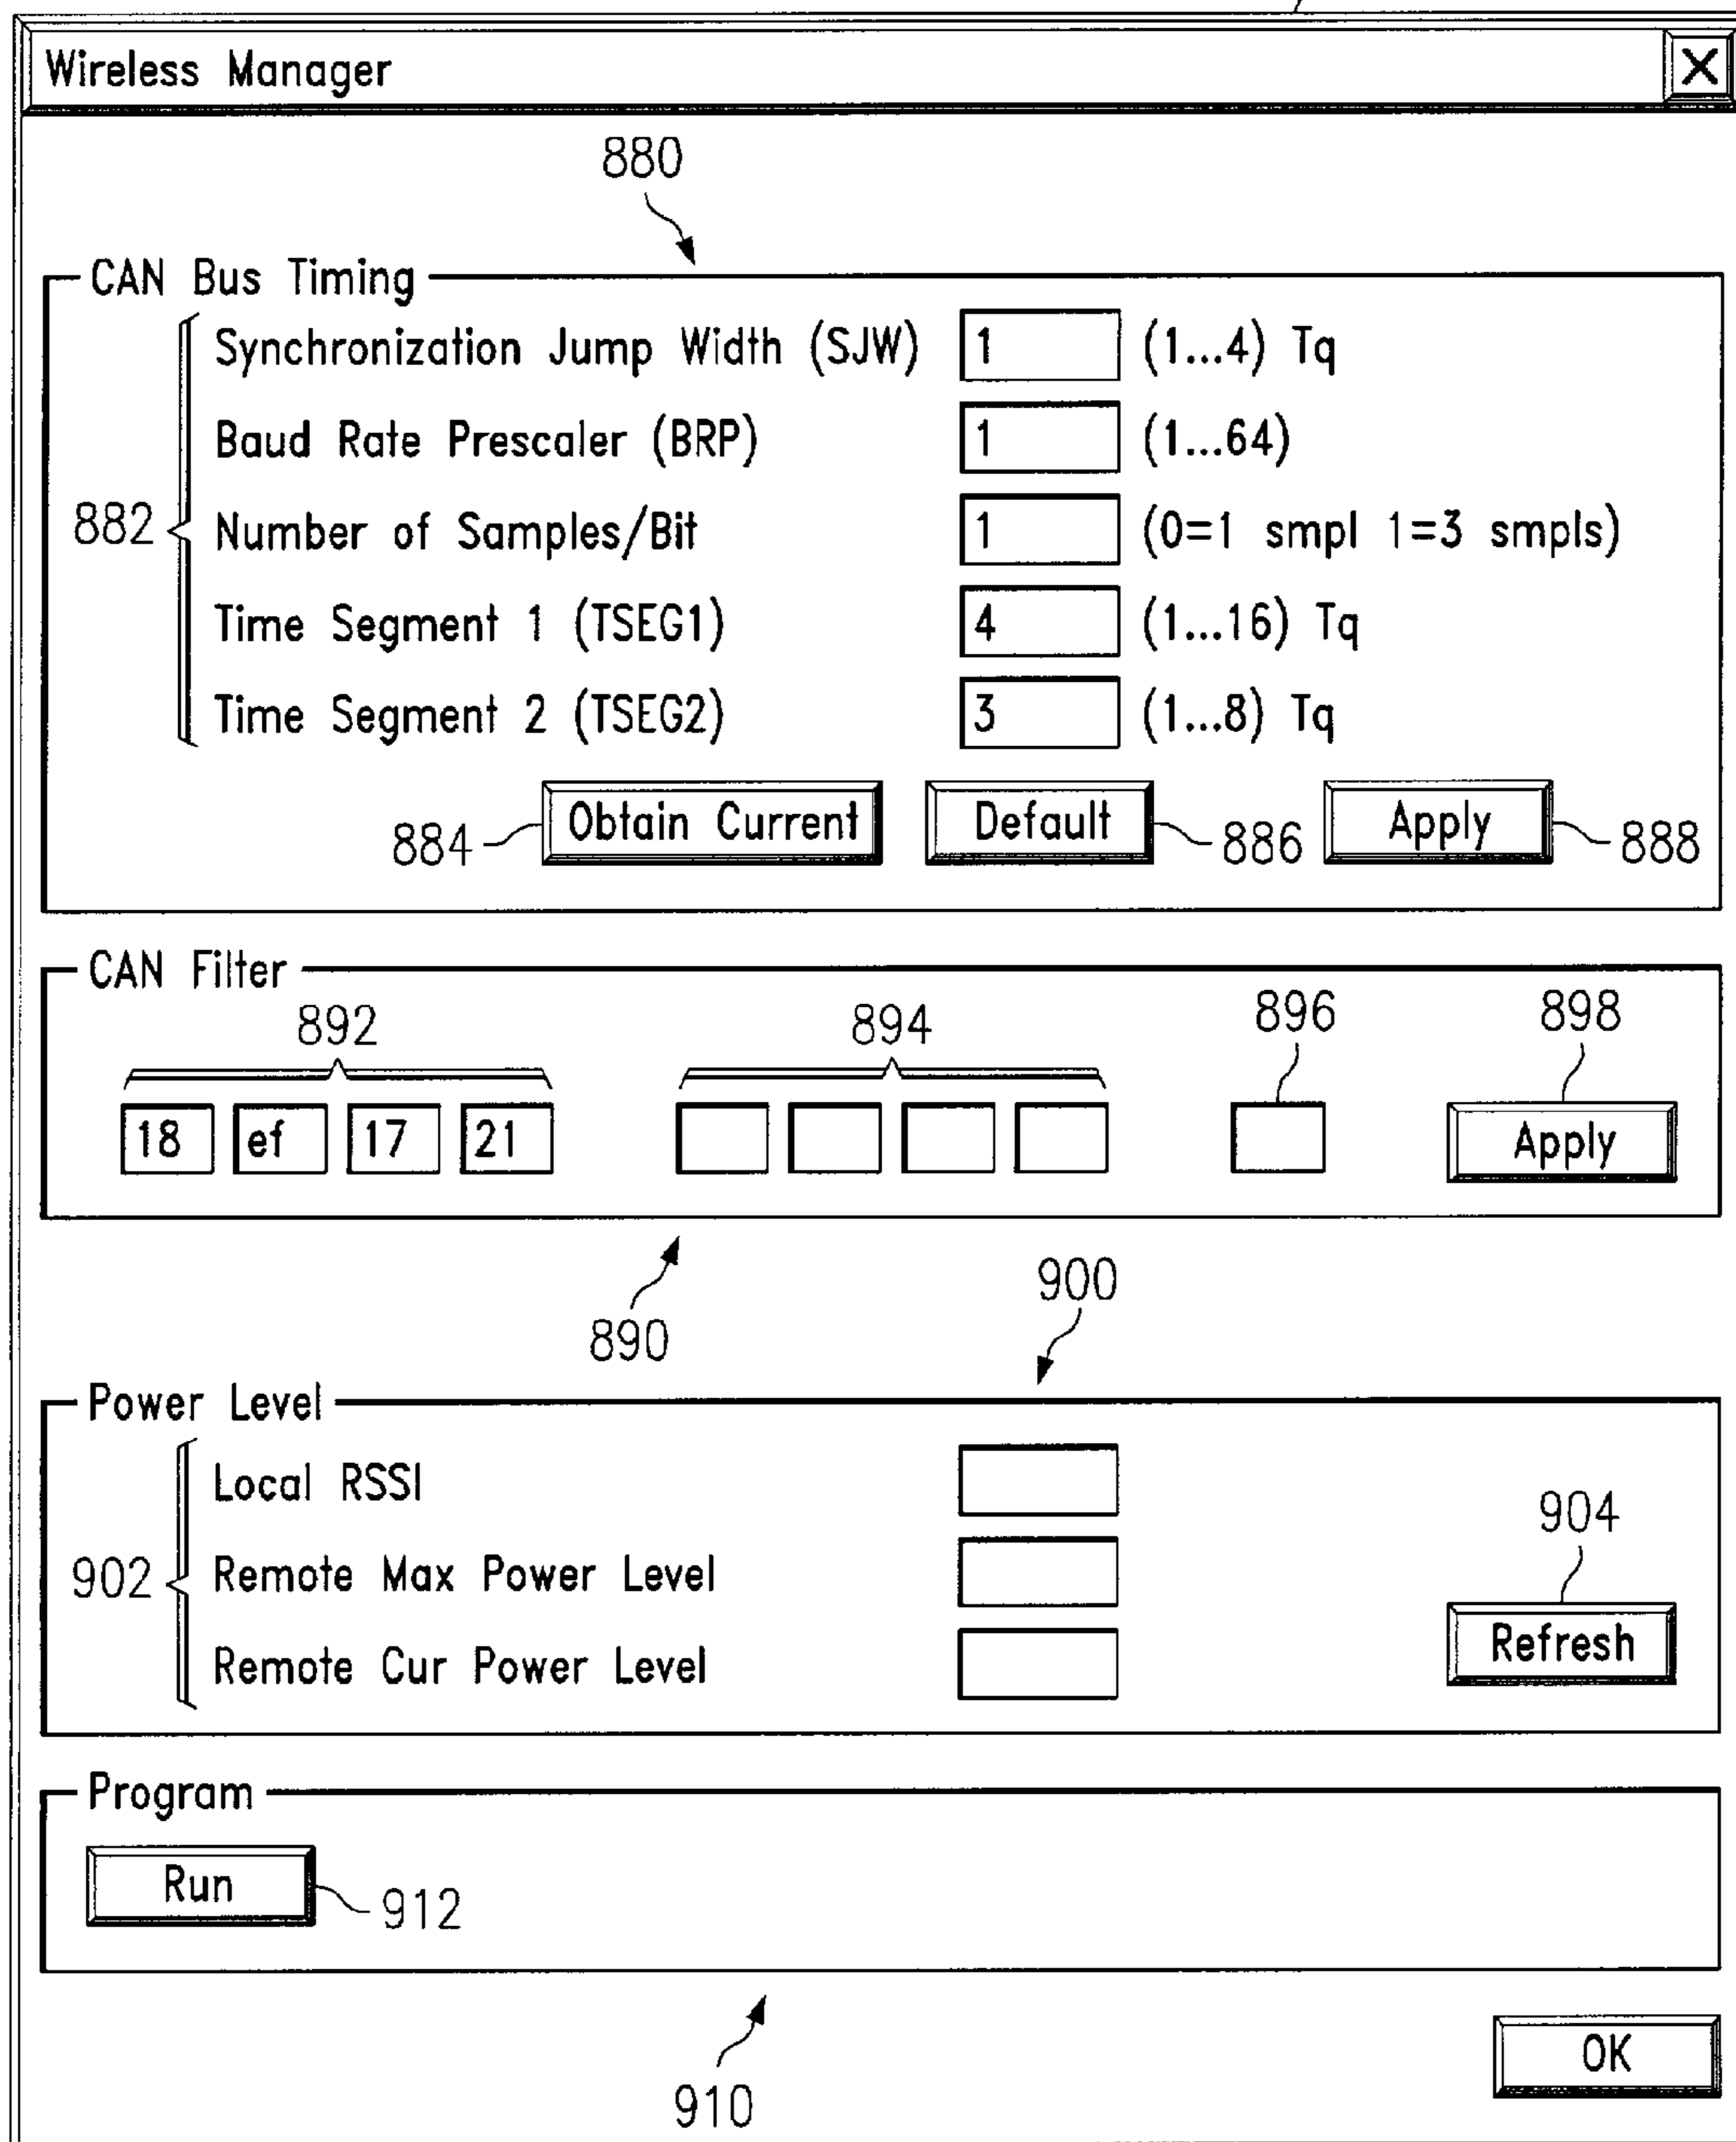 Wireless Manager X
880
CAN Bus Timing
Synchronization Jump Width (SJW) 1 (1...4) Tq
Baud Rate Prescaler (BRP) 1 (1...64)
882 Number of Samples/Bit 1 (0=1 smpl 1=3 smpls)
Time Segment 1 (TSEG1) 4 (1...16) Tq
Time Segment 2 (TSEG2) 3 (1...8) Tq
884 Obtain Current Default 886 Apply 888
CAN Filter
892 894 896 898
18 ef 17 21 Apply
890
900
Power Level
Local RSSI
904
902 Remote Max Power Level
Refresh
Remote Cur Power Level
Program
Run 912
OK
910